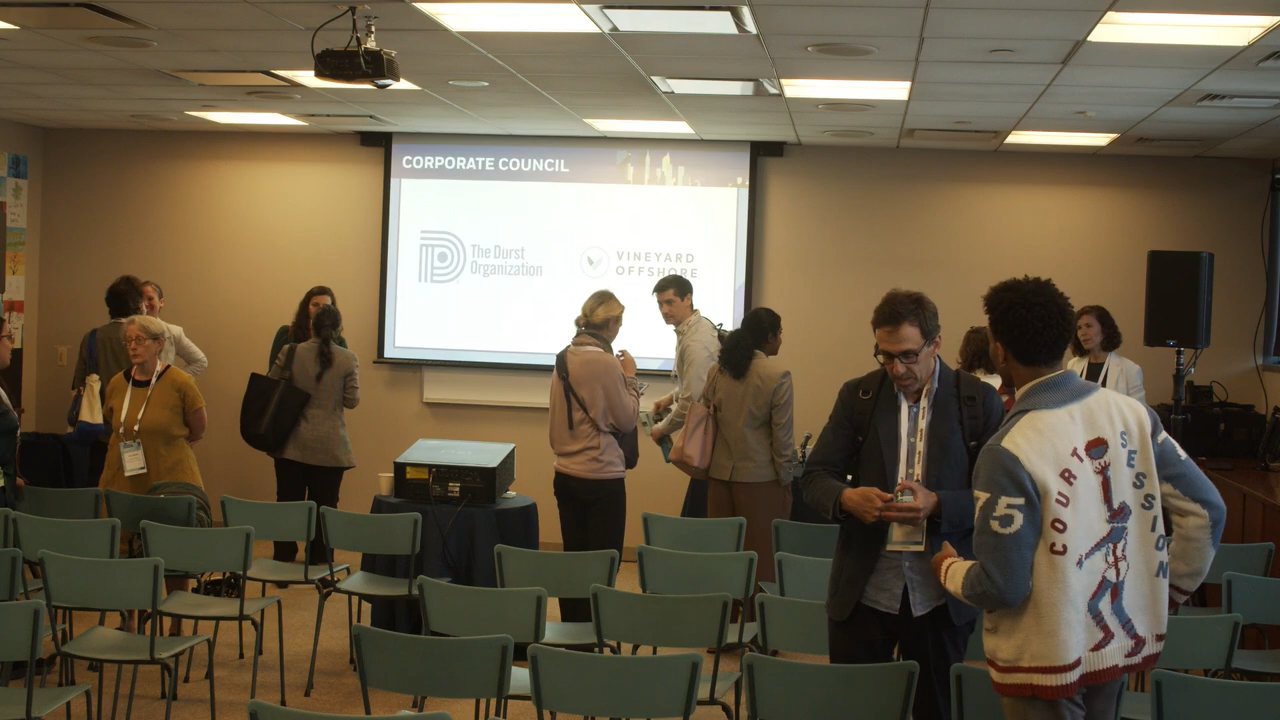 CORPORATE COUNCIL
The Durst
Organization
VINEYARD
OFFSHORE
75
COURT
SESSION